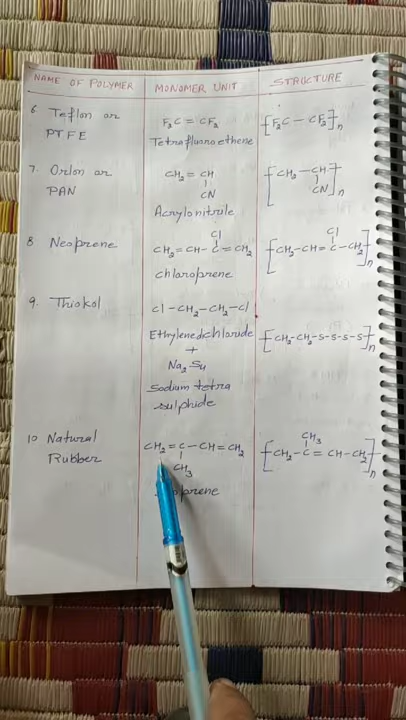 NAME OF POLYMER MONOMER UNIT STRUCTURE
6 Teflon or F₂C = CF₂ [F₂C - CF₂]n
PTFE Tetrafluoroethene
7. Orlon or CH₂ = CH [CH₂ - CH]n
PAN CN CN
Acrylonitrile
Cl Cl
8 Neoprene CH₂=CH-C=CH₂ [CH₂-CH=C-CH₂]n
chloroprene
9. Thiokol Cl-CH₂-CH₂-Cl
Ethylenedichloride [CH₂-CH₂-S-S-S-S]n
+
Na₂S₄
Sodium tetra
sulphide
CH₃
10 Natural CH₂=C-CH=CH₂ [CH₂-C=CH-CH₂]n
Rubber CH₃